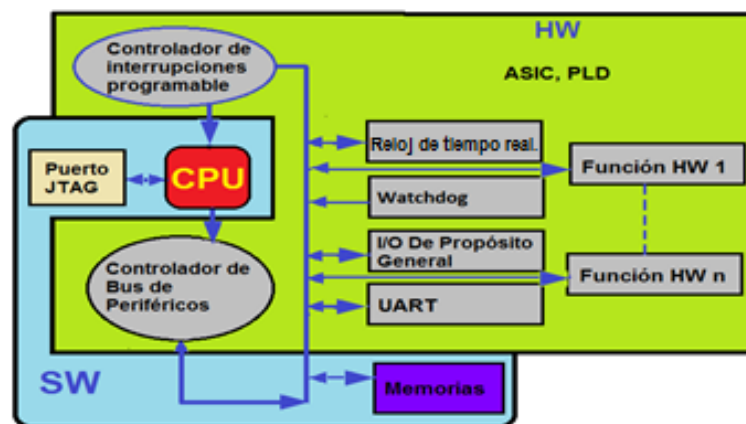 Controlador de
interrupciones
programable
HW
ASIC, PLD
Puerto
JTAG
CPU
Reloj de tiempo real.
Función HW 1
Watchdog
I/O De Propósito
General
Función HW n
Controlador de
Bus de
Periféricos
UART
SW
Memorias